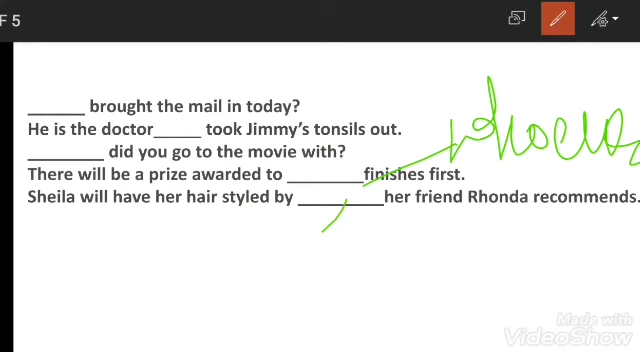 F 5
______ brought the mail in today?
He is the doctor_____ took Jimmy's tonsils out.
________ did you go to the movie with?
There will be a prize awarded to ________finishes first.
Sheila will have her hair styled by _________her friend Rhonda recommends.
Made with
VideoShow